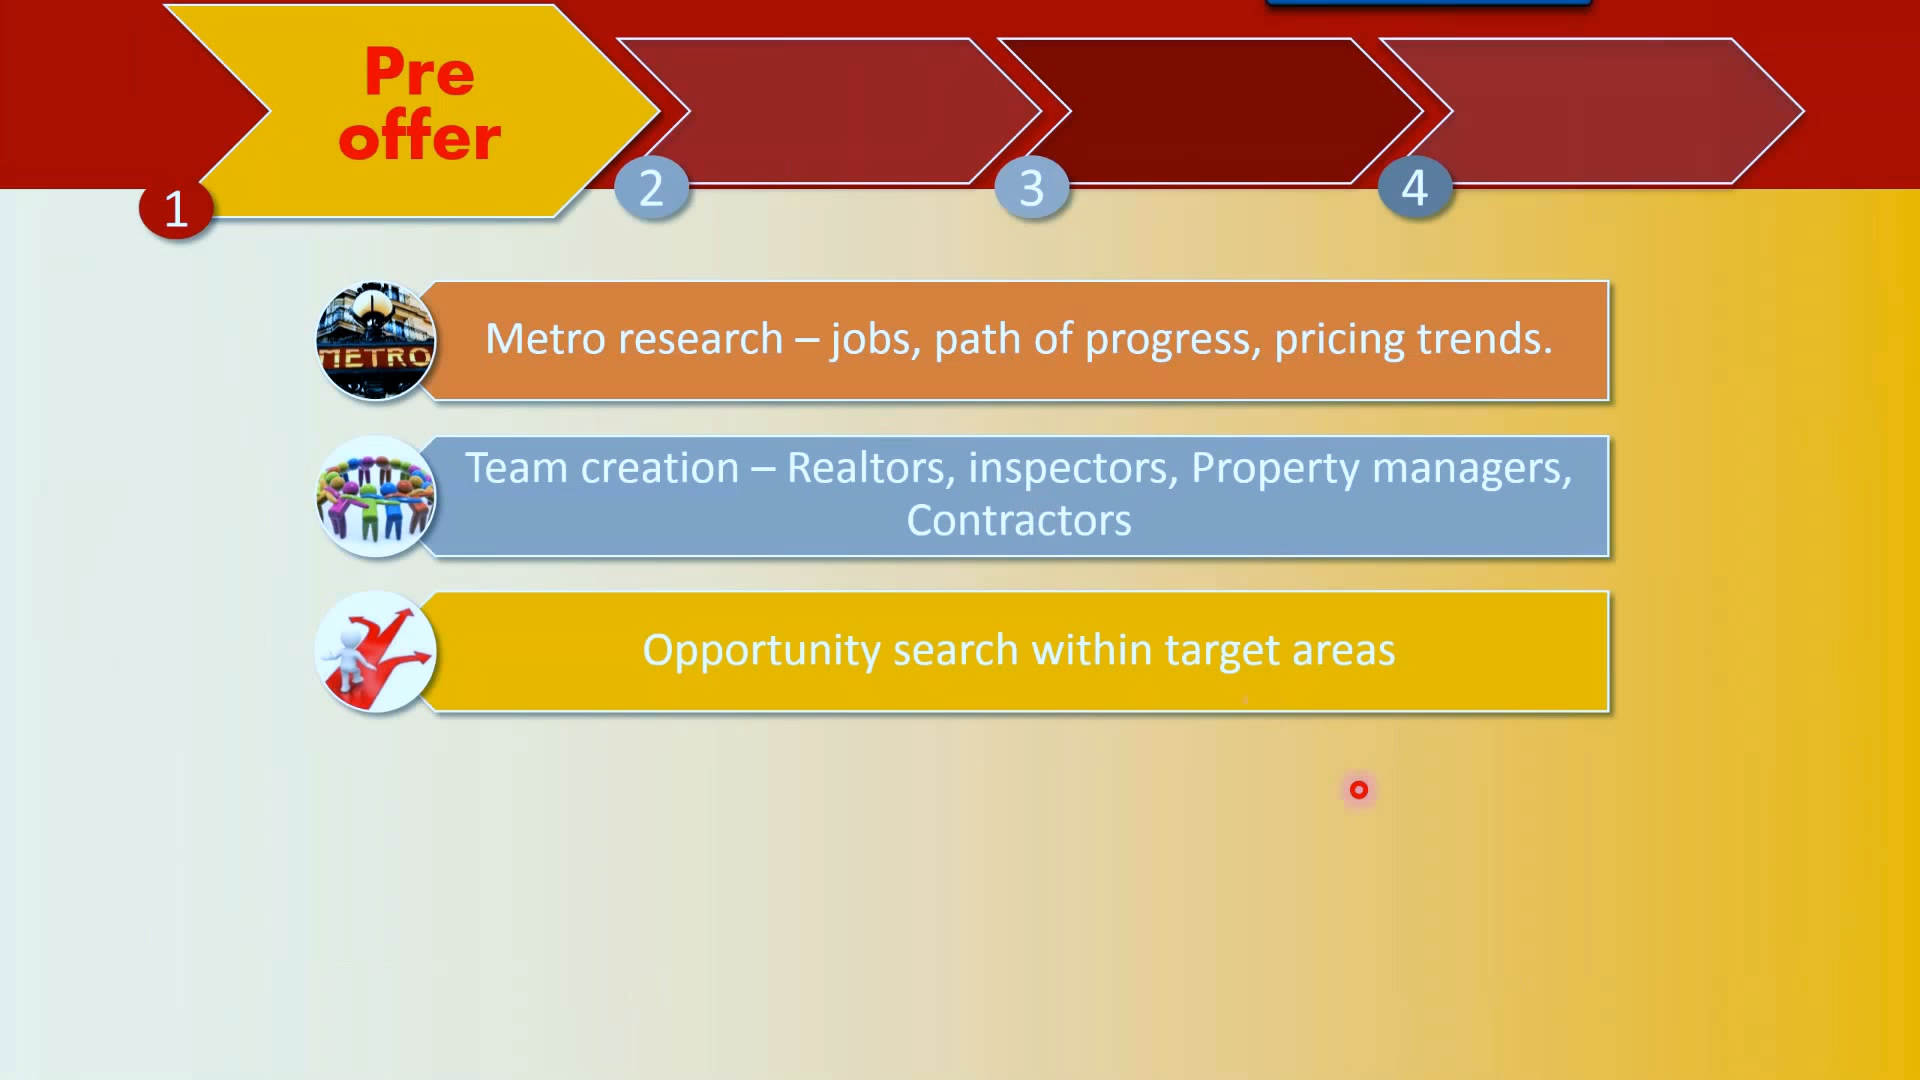 Pre
offer
1
2
3
4
METRO
Metro research – jobs, path of progress, pricing trends.
Team creation – Realtors, inspectors, Property managers,
Contractors
Opportunity search within target areas